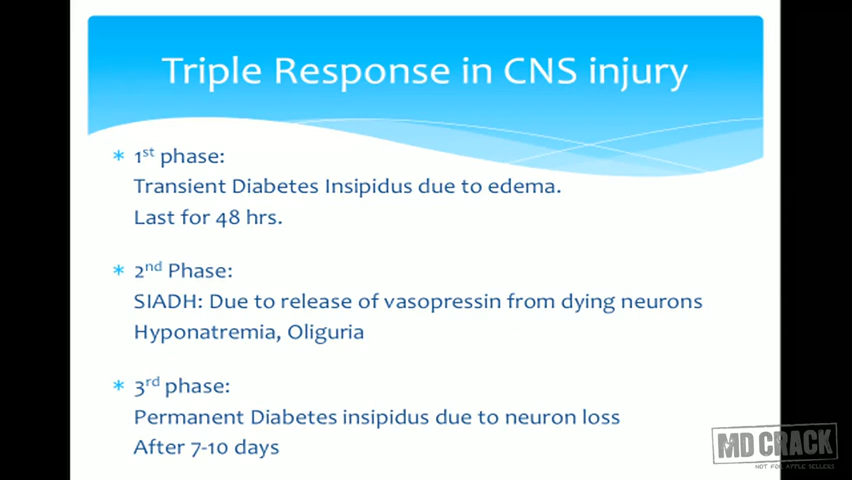 Triple Response in CNS injury
* 1st phase:
Transient Diabetes Insipidus due to edema.
Last for 48 hrs.
* 2nd Phase:
SIADH: Due to release of vasopressin from dying neurons
Hyponatremia, Oliguria
* 3rd phase:
Permanent Diabetes insipidus due to neuron loss
After 7-10 days
MD CRACK
NOT FOR APPLE SELLERS